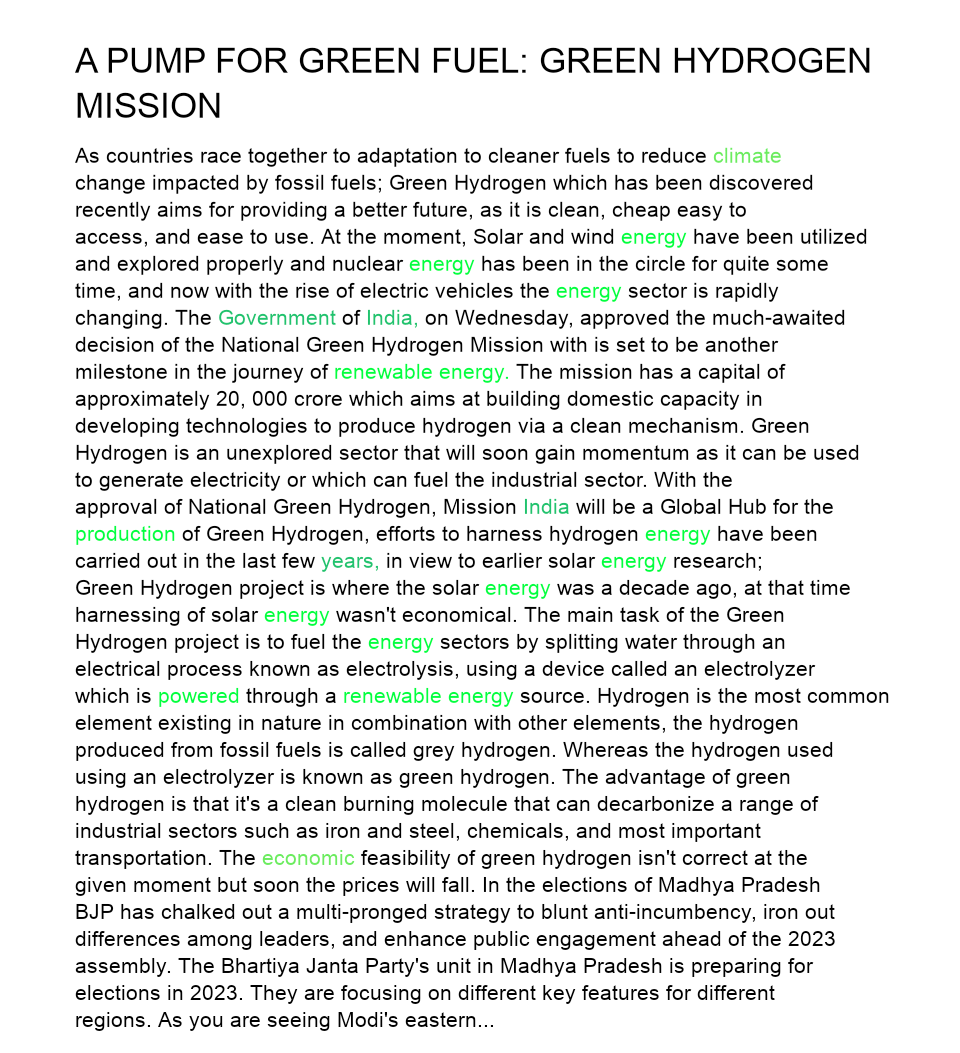 A PUMP FOR GREEN FUEL: GREEN HYDROGEN
MISSION
As countries race together to adaptation to cleaner fuels to reduce climate
change impacted by fossil fuels; Green Hydrogen which has been discovered
recently aims for providing a better future, as it is clean, cheap easy to
access, and ease to use. At the moment, Solar and wind energy have been utilized
and explored properly and nuclear energy has been in the circle for quite some
time, and now with the rise of electric vehicles the energy sector is rapidly
changing. The Government of India, on Wednesday, approved the much-awaited
decision of the National Green Hydrogen Mission with is set to be another
milestone in the journey of renewable energy. The mission has a capital of
approximately 20, 000 crore which aims at building domestic capacity in
developing technologies to produce hydrogen via a clean mechanism. Green
Hydrogen is an unexplored sector that will soon gain momentum as it can be used
to generate electricity or which can fuel the industrial sector. With the
approval of National Green Hydrogen, Mission India will be a Global Hub for the
production of Green Hydrogen, efforts to harness hydrogen energy have been
carried out in the last few years, in view to earlier solar energy research;
Green Hydrogen project is where the solar energy was a decade ago, at that time
harnessing of solar energy wasn't economical. The main task of the Green
Hydrogen project is to fuel the energy sectors by splitting water through an
electrical process known as electrolysis, using a device called an electrolyzer
which is powered through a renewable energy source. Hydrogen is the most common
element existing in nature in combination with other elements, the hydrogen
produced from fossil fuels is called grey hydrogen. Whereas the hydrogen used
using an electrolyzer is known as green hydrogen. The advantage of green
hydrogen is that it's a clean burning molecule that can decarbonize a range of
industrial sectors such as iron and steel, chemicals, and most important
transportation. The economic feasibility of green hydrogen isn't correct at the
given moment but soon the prices will fall. In the elections of Madhya Pradesh
BJP has chalked out a multi-pronged strategy to blunt anti-incumbency, iron out
differences among leaders, and enhance public engagement ahead of the 2023
assembly. The Bhartiya Janta Party's unit in Madhya Pradesh is preparing for
elections in 2023. They are focusing on different key features for different
regions. As you are seeing Modi's eastern...